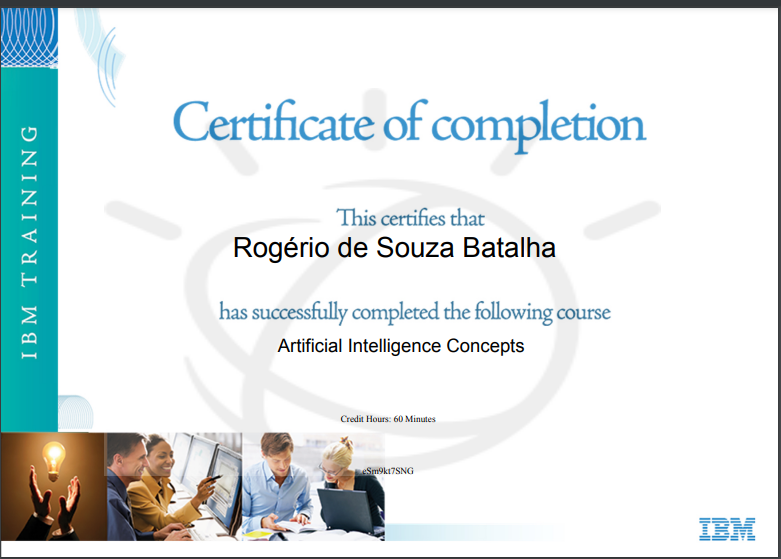 IBM TRAINING
Certificate of completion
This certifies that
Rogério de Souza Batalha
has successfully completed the following course
Artificial Intelligence Concepts
Credit Hours: 60 Minutes
eSm9kt7SNG
IBM